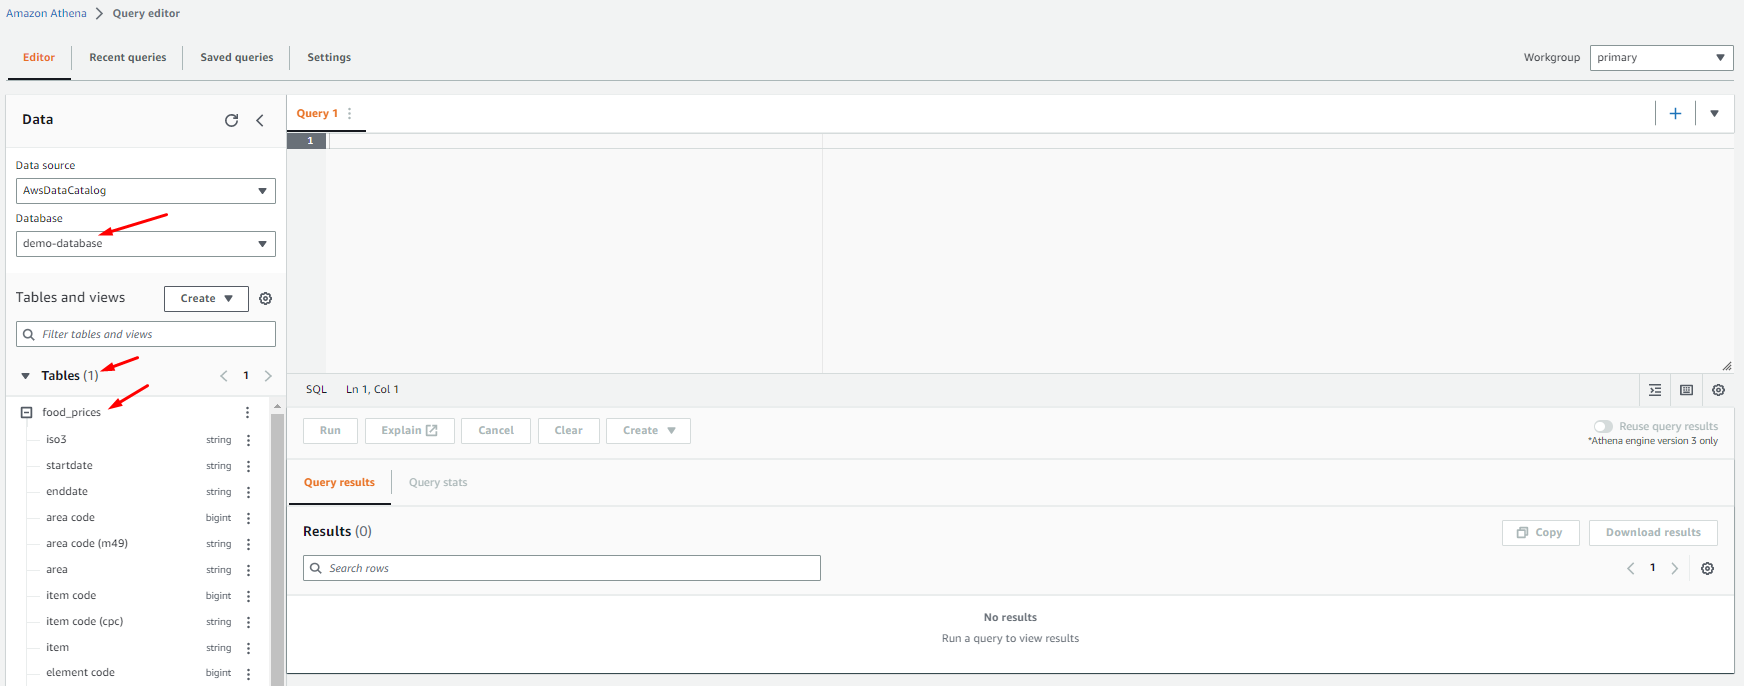 Amazon Athena > Query editor
Editor Recent queries Saved queries Settings
Workgroup primary
Data
Data source
AwsDataCatalog
Database
demo-database
Tables and views Create
Filter tables and views
Tables (1) 1
food_prices
iso3 string
startdate string
enddate string
area code bigint
area code (m49) string
area string
item code bigint
item code (cpc) string
item string
element code bigint
Query 1
1
SQL Ln 1, Col 1
Run Explain Cancel Clear Create
Reuse query results
*Athena engine version 3 only
Query results Query stats
Results (0)
Copy Download results
Search rows
1
No results
Run a query to view results